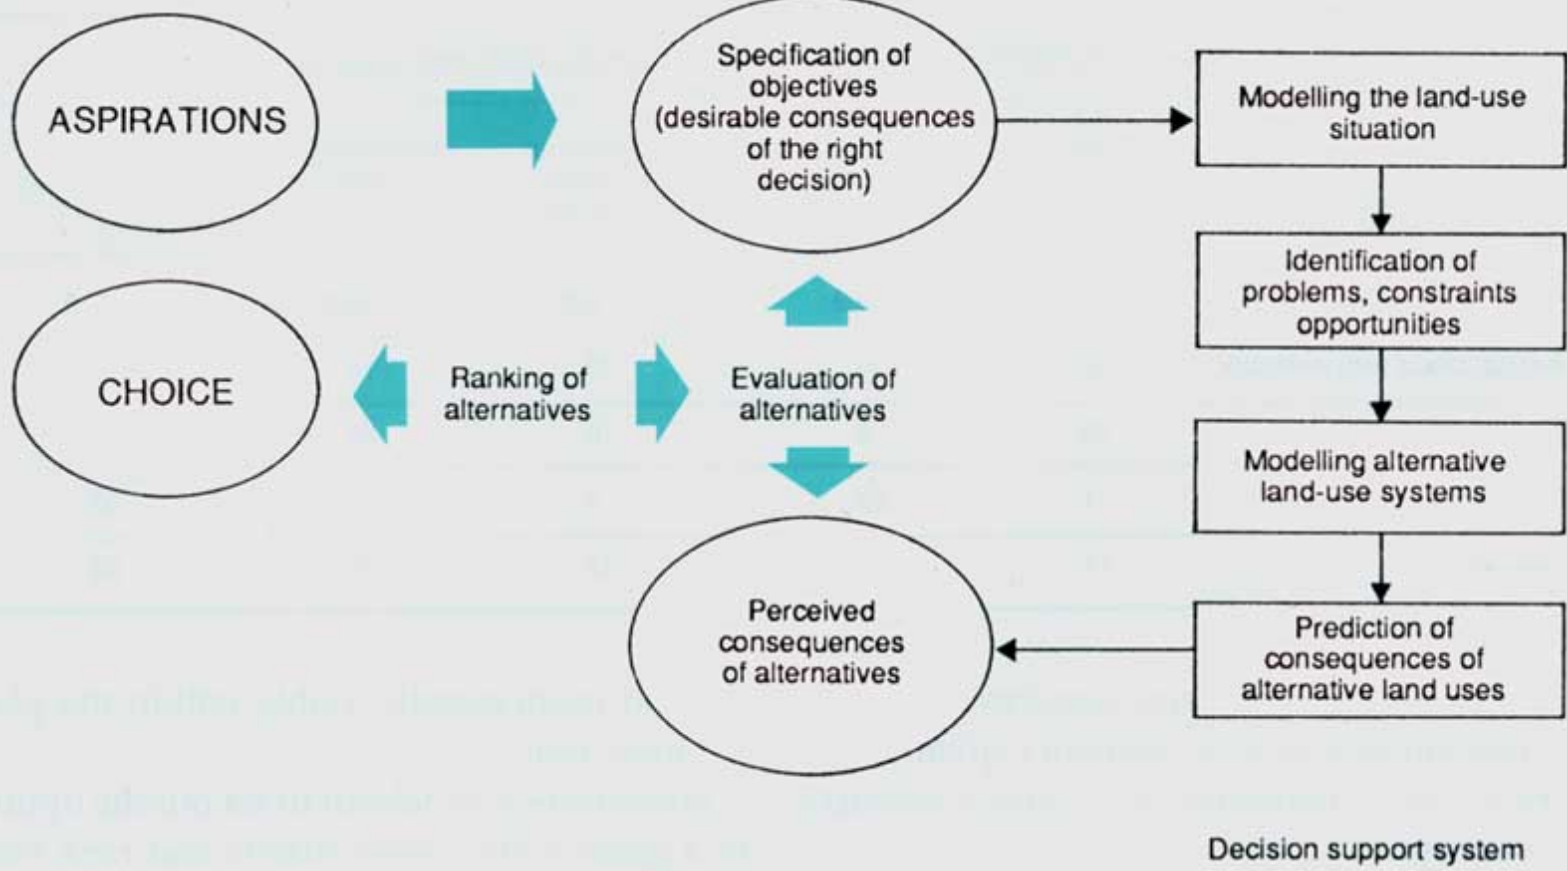 ASPIRATIONS
Specification of
objectives
(desirable consequences
of the right
decision)
Modelling the land-use
situation
Identification of
problems, constraints
opportunities
CHOICE
Ranking of
alternatives
Evaluation of
alternatives
Modelling alternative
land-use systems
Perceived
consequences
of alternatives
Prediction of
consequences of
alternative land uses
Decision support system